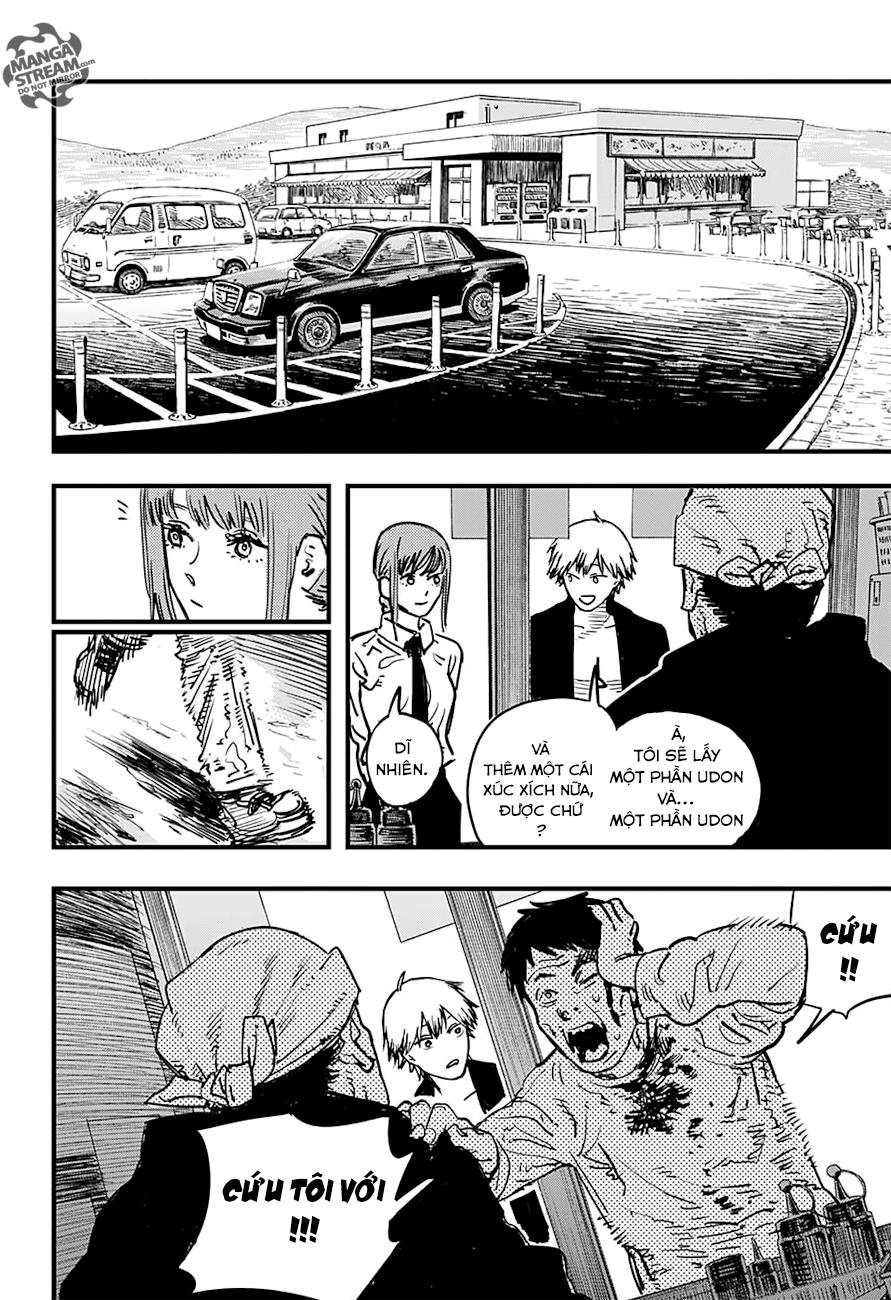 MANGA
STREAM.com
DO NOT MIRROR
À,
TÔI SẼ LẤY
MỘT PHẦN UDON
VÀ...
MỘT PHẦN UDON
VÀ
THÊM MỘT CÁI
XÚC XÍCH NỮA,
ĐƯỢC CHỨ
?
DĨ
NHIÊN.
CỨU
!!
CỨU TÔI VỚI
!!!